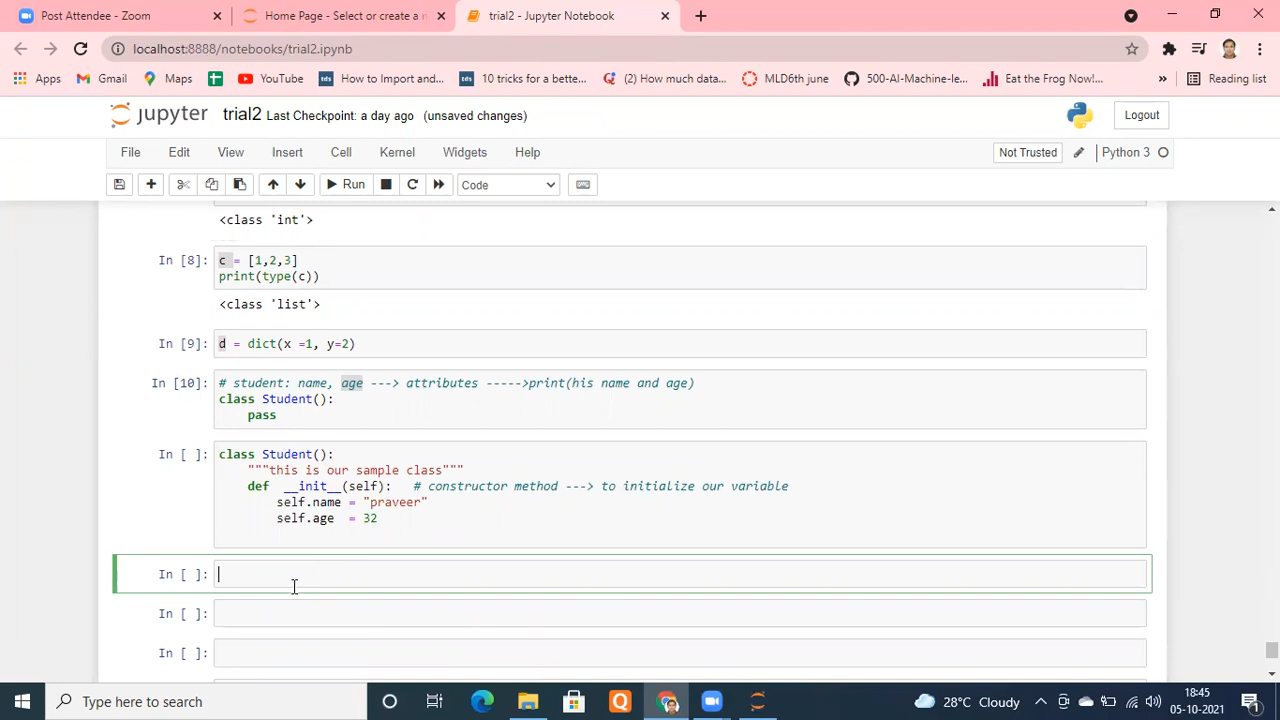 Post Attendee - Zoom
Home Page - Select or create a n
trial2 - Jupyter Notebook
localhost:8888/notebooks/trial2.ipynb
Apps
Gmail
Maps
YouTube
How to Import and...
10 tricks for a bette...
(2) How much data...
MLD6th june
500-AI-Machine-le...
Eat the Frog Now!...
»
Reading list
jupyter trial2 Last Checkpoint: a day ago (unsaved changes)
Logout
File Edit View Insert Cell Kernel Widgets Help
Not Trusted
Python 3
Run
Code
<class 'int'>
In [8]: c = [1,2,3]
print(type(c))
<class 'list'>
In [9]: d = dict(x =1, y=2)
In [10]: # student: name, age ---> attributes ----->print(his name and age)
class Student():
pass
In [ ]: class Student():
"""this is our sample class"""
def __init__(self): # constructor method ---> to initialize our variable
self.name = "praveer"
self.age = 32
In [ ]:
In [ ]:
In [ ]:
Type here to search
28°C Cloudy
18:45
05-10-2021